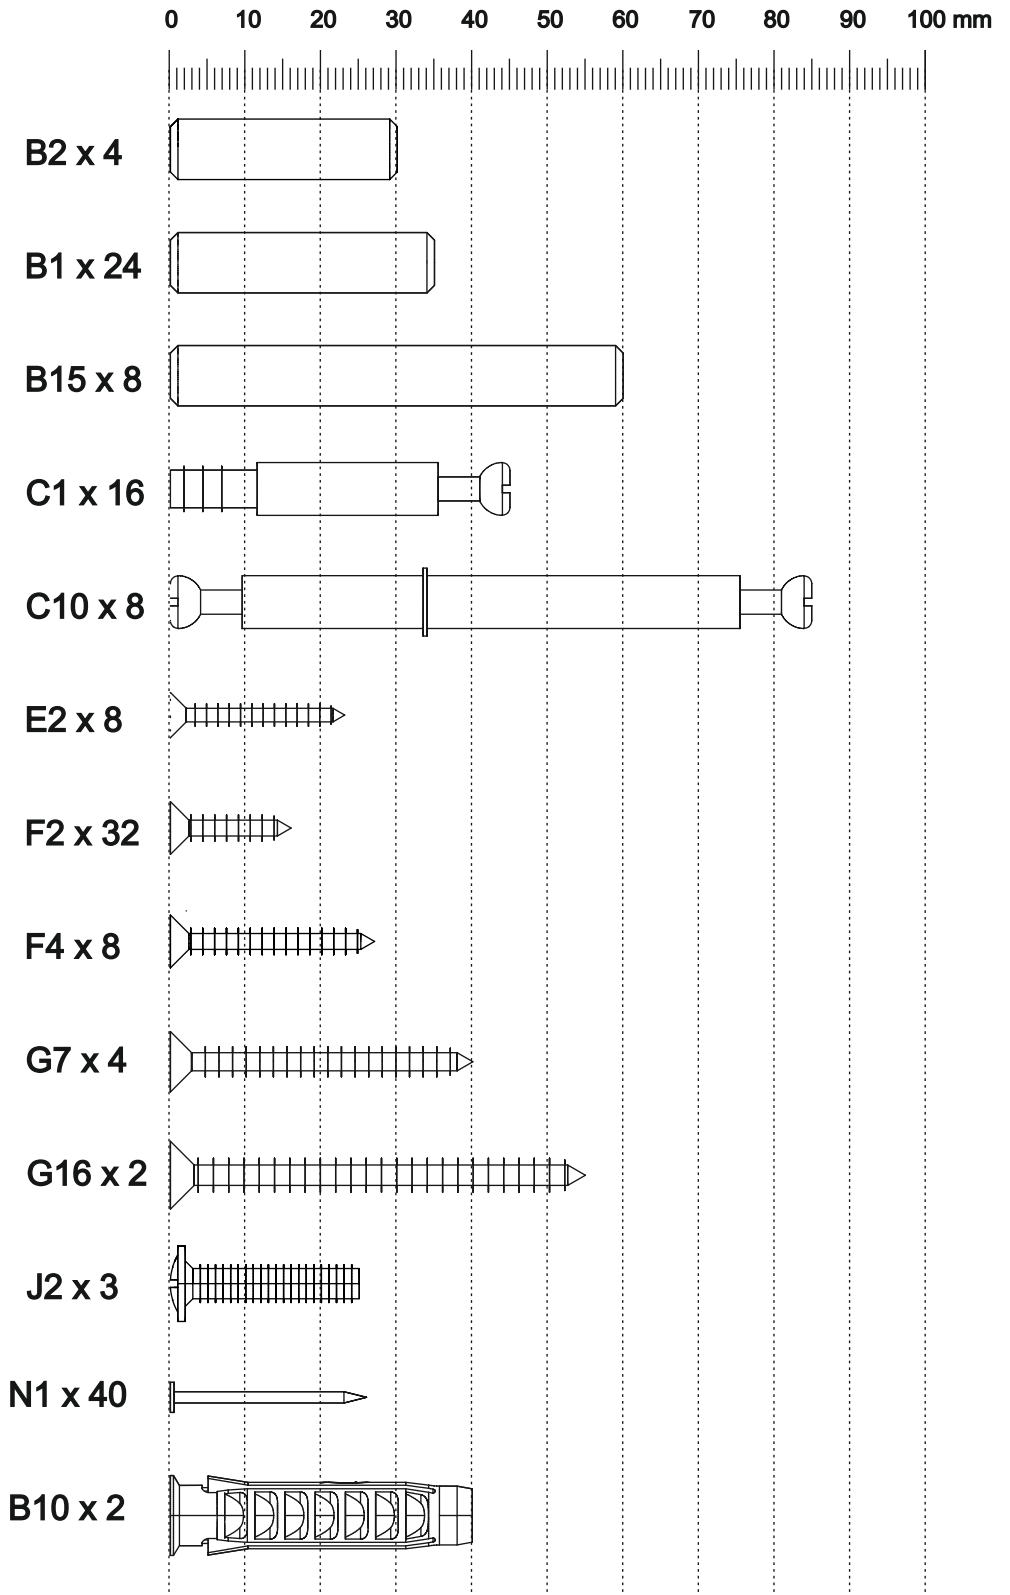 0 10 20 30 40 50 60 70 80 90 100 mm
B2 x 4
B1 x 24
B15 x 8
C1 x 16
C10 x 8
E2 x 8
F2 x 32
F4 x 8
G7 x 4
G16 x 2
J2 x 3
N1 x 40
B10 x 2